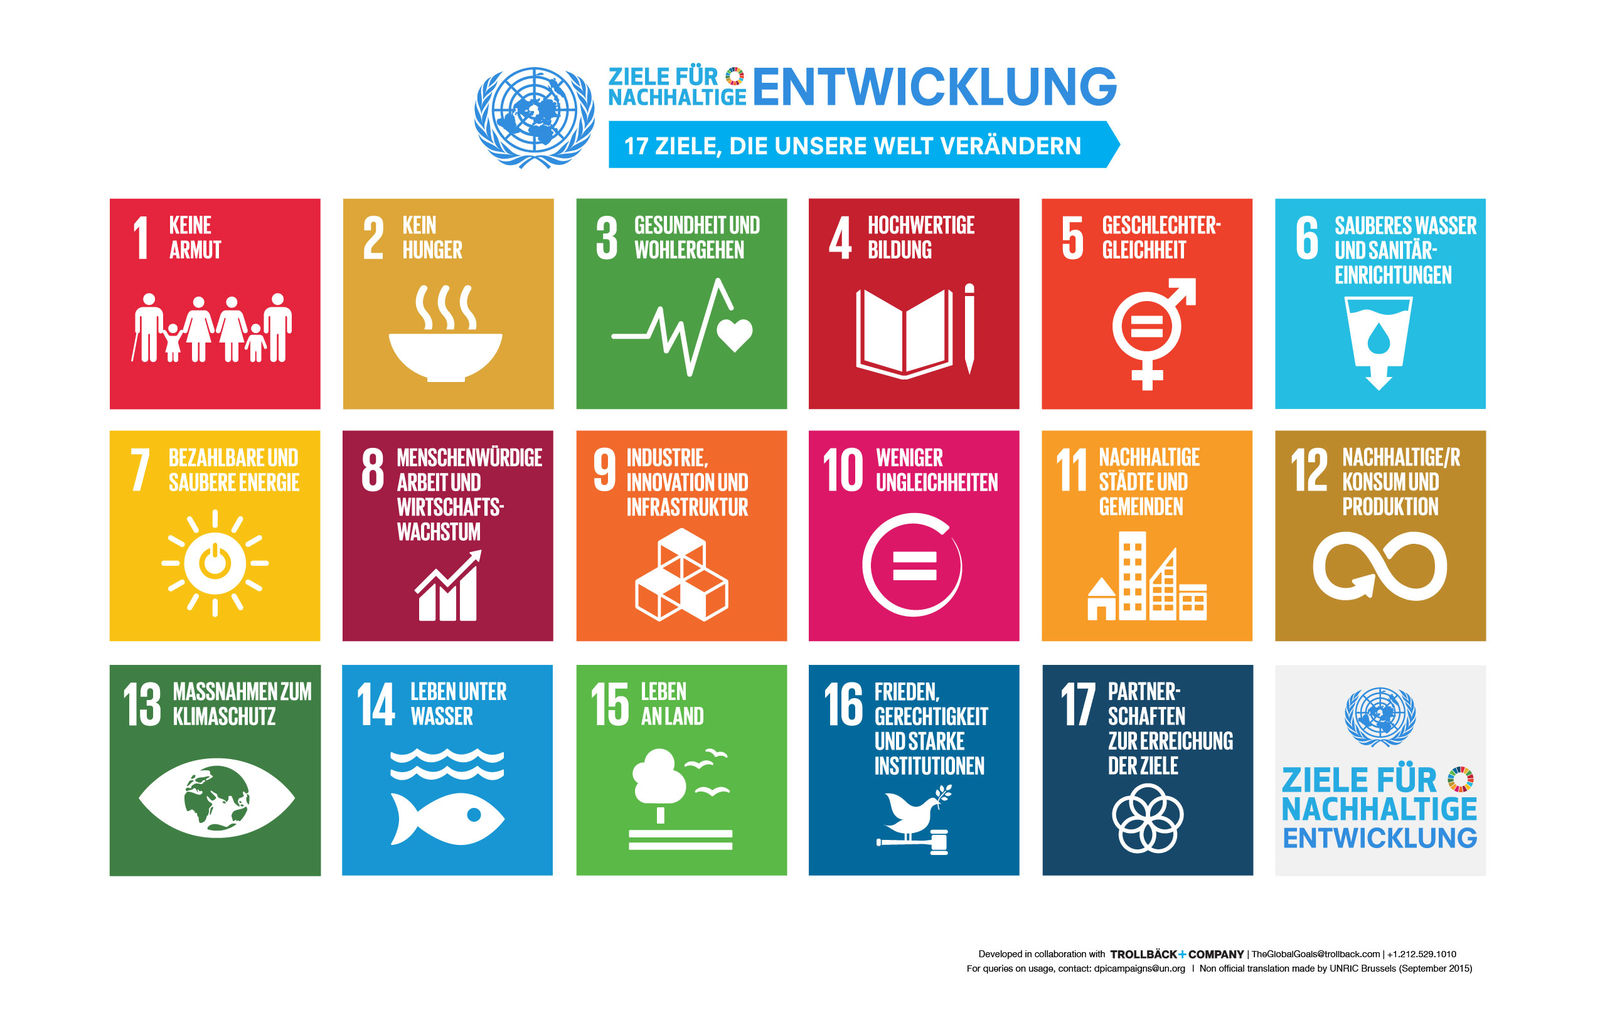 ZIELE FÜR
NACHHALTIGE ENTWICKLUNG
17 ZIELE, DIE UNSERE WELT VERÄNDERN
1 KEINE
ARMUT
2 KEIN
HUNGER
3 GESUNDHEIT UND
WOHLERGEHEN
4 HOCHWERTIGE
BILDUNG
5 GESCHLECHTER-
GLEICHHEIT
6 SAUBERES WASSER
UND SANITÄR-
EINRICHTUNGEN
7 BEZAHLBARE UND
SAUBERE ENERGIE
8 MENSCHENWÜRDIGE
ARBEIT UND
WIRTSCHAFTS-
WACHSTUM
9 INDUSTRIE,
INNOVATION UND
INFRASTRUKTUR
10 WENIGER
UNGLEICHHEITEN
11 NACHHALTIGE
STÄDTE UND
GEMEINDEN
12 NACHHALTIGE/R
KONSUM UND
PRODUKTION
13 MASSNAHMEN ZUM
KLIMASCHUTZ
14 LEBEN UNTER
WASSER
15 LEBEN
AN LAND
16 FRIEDEN,
GERECHTIGKEIT
UND STARKE
INSTITUTIONEN
17 PARTNER-
SCHAFTEN
ZUR ERREICHUNG
DER ZIELE
ZIELE FÜR
NACHHALTIGE
ENTWICKLUNG
Developed in collaboration with TROLLBÄCK+COMPANY | TheGlobalGoals@trollback.com | +1.212.529.1010
For queries on usage, contact: dpicampaigns@un.org | Non official translation made by UNRIC Brussels (September 2015)